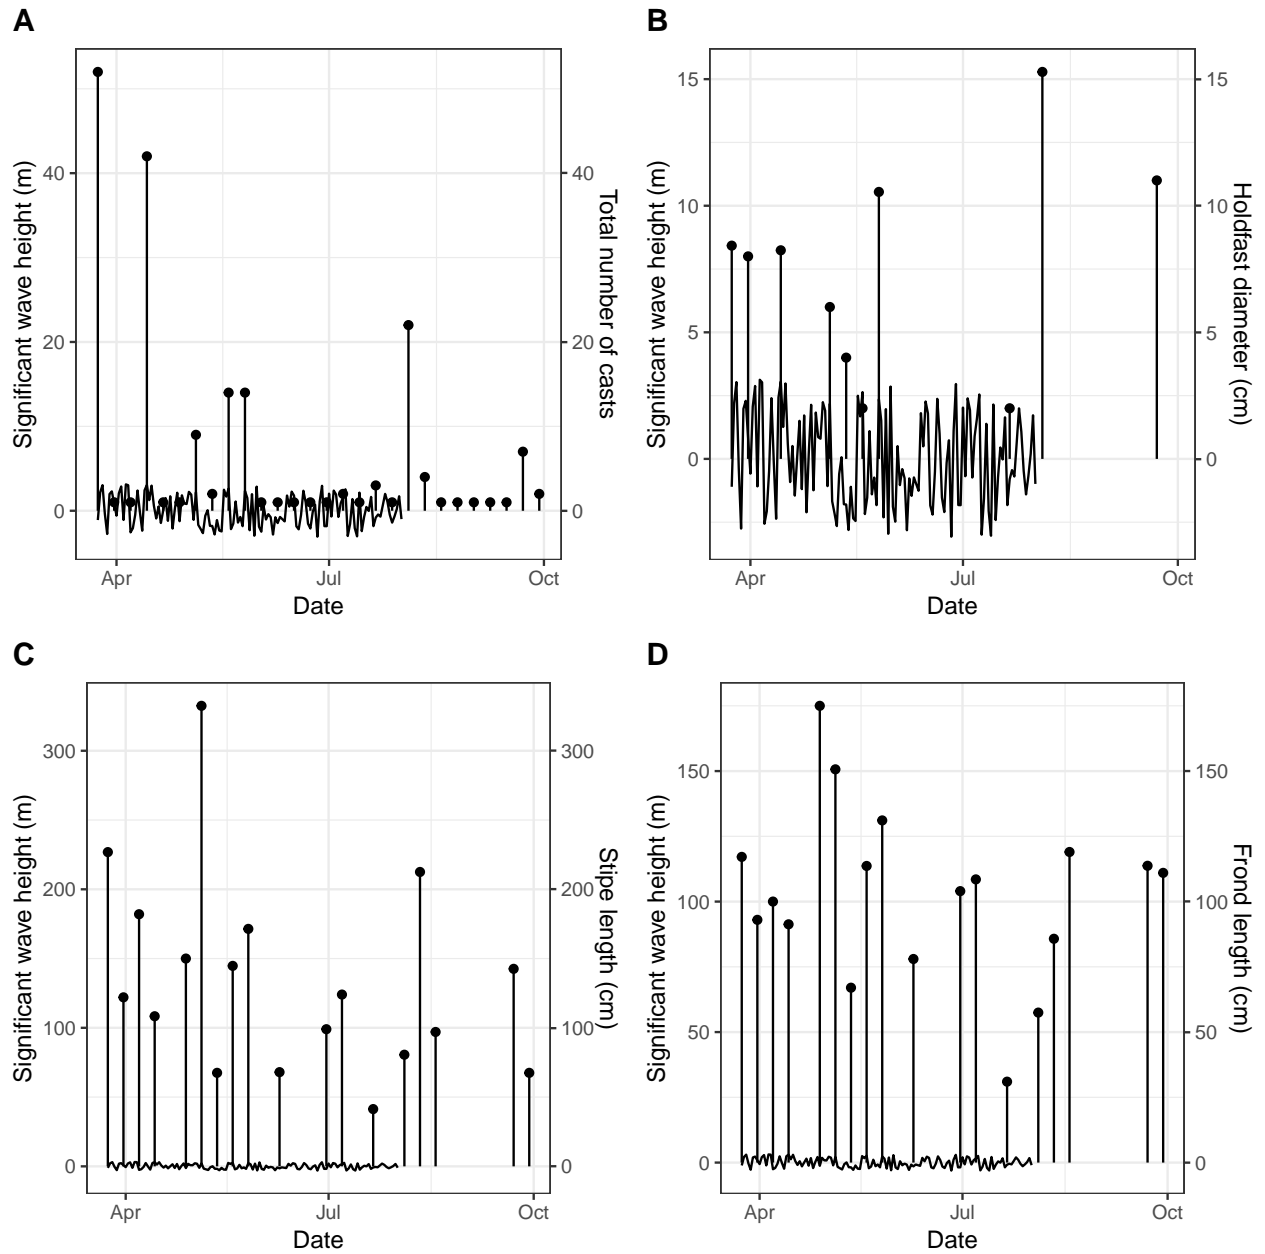 A
Significant wave height (m)
40
20
0
40
20
0
Total number of casts
Apr
Jul
Oct
Date
B
Significant wave height (m)
15
10
5
0
15
10
5
0
Holdfast diameter (cm)
Apr
Jul
Oct
Date
C
Significant wave height (m)
300
200
100
0
300
200
100
0
Stipe length (cm)
Apr
Jul
Oct
Date
D
Significant wave height (m)
150
100
50
0
150
100
50
0
Frond length (cm)
Apr
Jul
Oct
Date